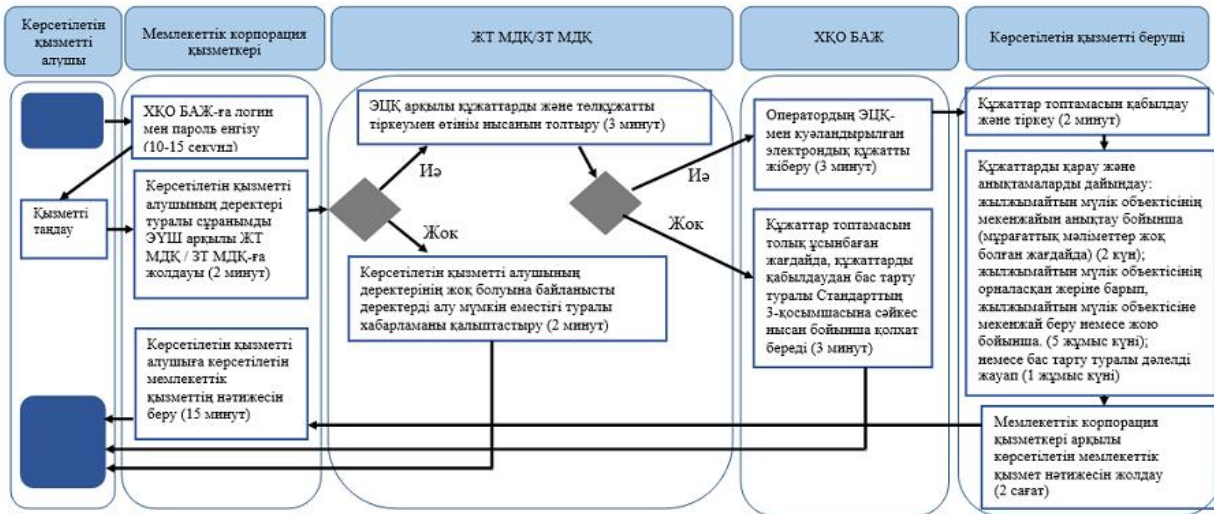 Көрсетілетін
қызметті
алушы
Мемлекеттік корпорация
қызметкері
ЖТ МДҚ/ЗТ МДҚ
ХҚО БАЖ
Көрсетілетін қызметті беруші
ХҚО БАЖ-ға логин
мен пароль енгізу
(10-15 секунд)
Қызметті
таңдау
Көрсетілетін қызметті
алушының деректері
туралы сұранымды
ЭҮШ арқылы ЖТ
МДҚ / ЗТ МДҚ-ға
жолдауы (2 минут)
Көрсетілетін қызметті
алушыға көрсетілетін
мемлекеттік
қызметтің нәтижесін
беру (15 минут)
ЭЦҚ арқылы құжаттарды және төлқұжатты
тіркеумен өтінім нысанын толтыру (3 минут)
Иә
Жоқ
Көрсетілетін қызметті алушының
деректерінің жоқ болуына байланысты
деректерді алу мүмкін еместігі туралы
хабарламаны қалыптастыру (2 минут)
Иә
Жоқ
Оператордың ЭЦҚ-
мен куәландырылған
электрондық құжатты
жіберу (3 минут)
Құжаттар топтамасын
толық ұсынбаған
жағдайда, құжаттарды
қабылдаудан бас тарту
туралы Стандарттың
3-қосымшасына сәйкес
нысан бойынша қолхат
береді (3 минут)
Құжаттар топтамасын қабылдау
және тіркеу (2 минут)
Құжаттарды қарау және
анықтамаларды дайындау:
жылжымайтын мүлік объектісінің
мекенжайын анықтау бойынша
(мұрағаттық мәліметтер жоқ
болған жағдайда) (2 күн);
жылжымайтын мүлік объектісінің
орналасқан жеріне барып,
жылжымайтын мүлік объектісіне
мекенжай беру немесе жою
бойынша. (5 жұмыс күні);
немесе бас тарту туралы дәлелді
жауап (1 жұмыс күні)
Мемлекеттік корпорация
қызметкері арқылы
көрсетілетін мемлекеттік
қызмет нәтижесін жолдау
(2 сағат)